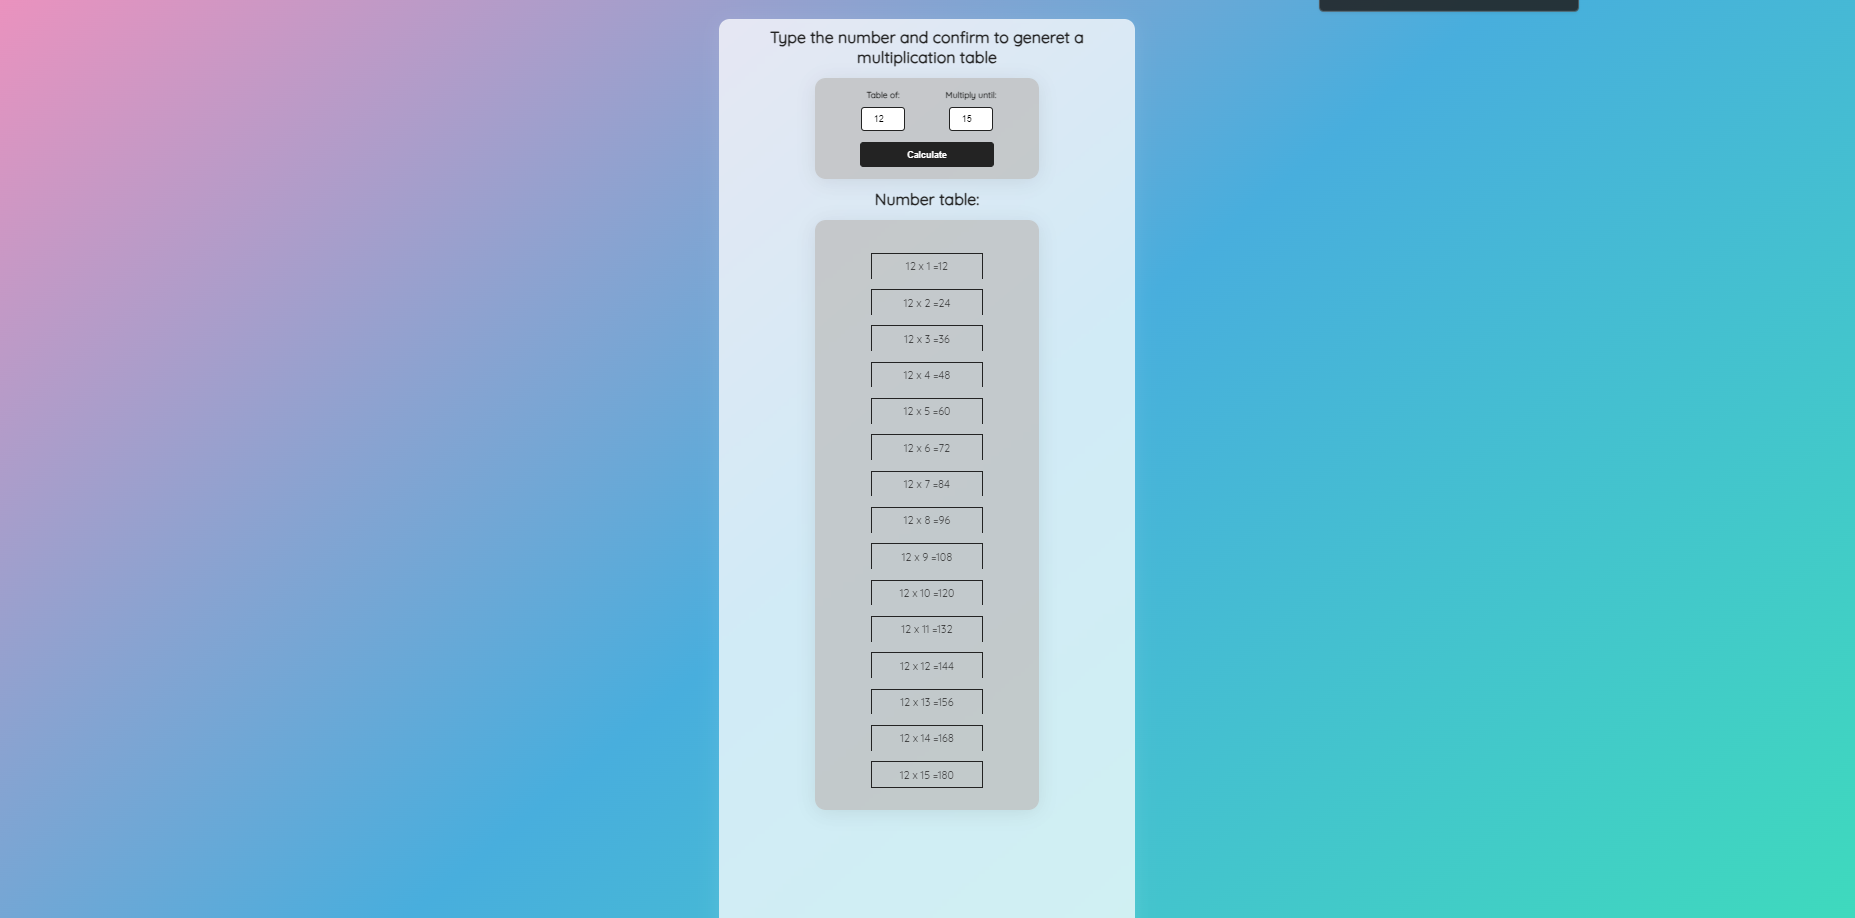 Type the number and confirm to generet a
multiplication table
Table of: Multiply until:
12 15
Calculate
Number table:
12 x 1 =12
12 x 2 =24
12 x 3 =36
12 x 4 =48
12 x 5 =60
12 x 6 =72
12 x 7 =84
12 x 8 =96
12 x 9 =108
12 x 10 =120
12 x 11 =132
12 x 12 =144
12 x 13 =156
12 x 14 =168
12 x 15 =180